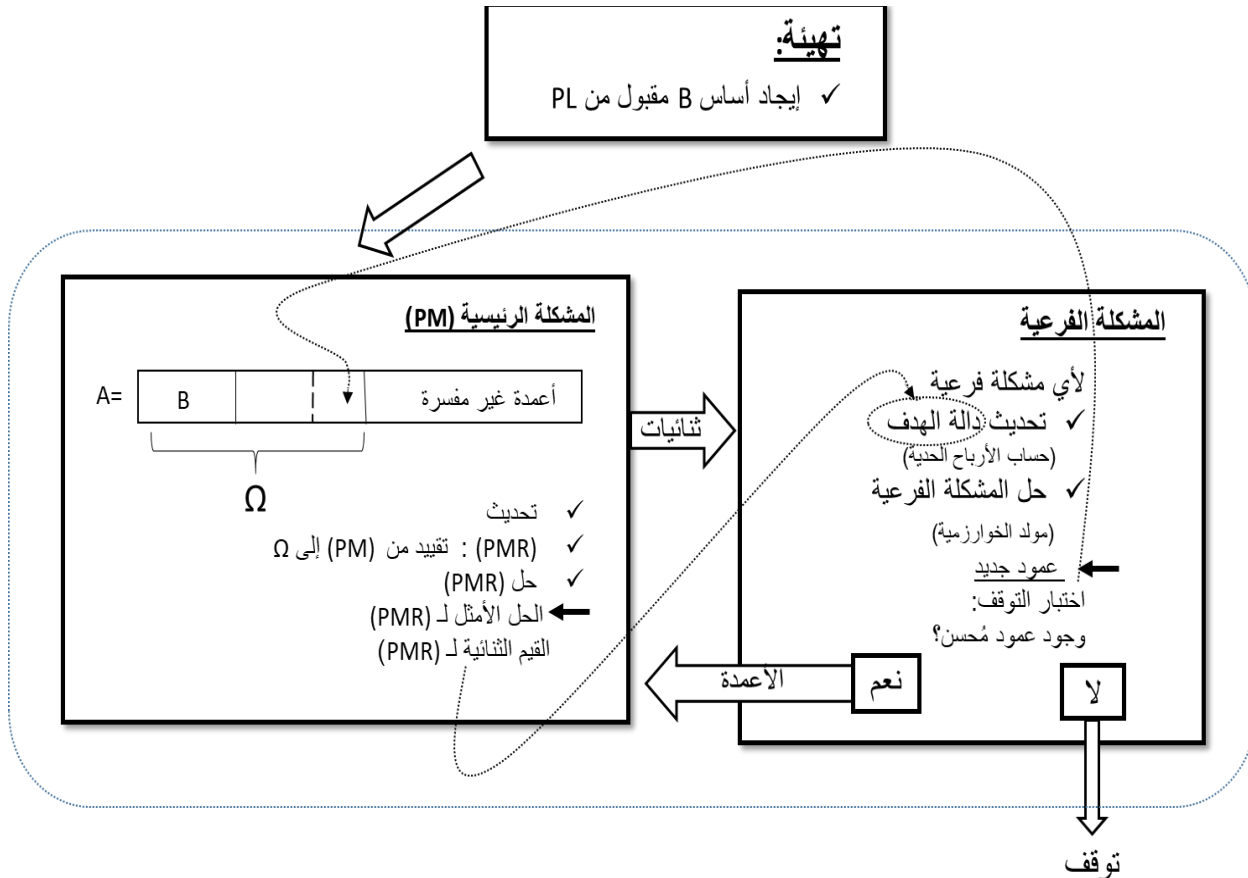 تهيئة:
✓ إيجاد أساس B مقبول من PL
المشكلة الرئيسية (PM)
A=
B
أعمدة غير مفسرة
Ω
✓ تحديث
✓ (PMR) : تقييد من (PM) إلى Ω
✓ حل (PMR)
الحل الأمثل لـ (PMR)
القيم الثنائية لـ (PMR)
ثنائيات
المشكلة الفرعية
لأي مشكلة فرعية
✓ تحديث دالة الهدف
(حساب الأرباح الحدية)
✓ حل المشكلة الفرعية
(مولد الخوارزمية)
عمود جديد
اختبار التوقف:
وجود عمود مُحسن؟
نعم
لا
الأعمدة
توقف